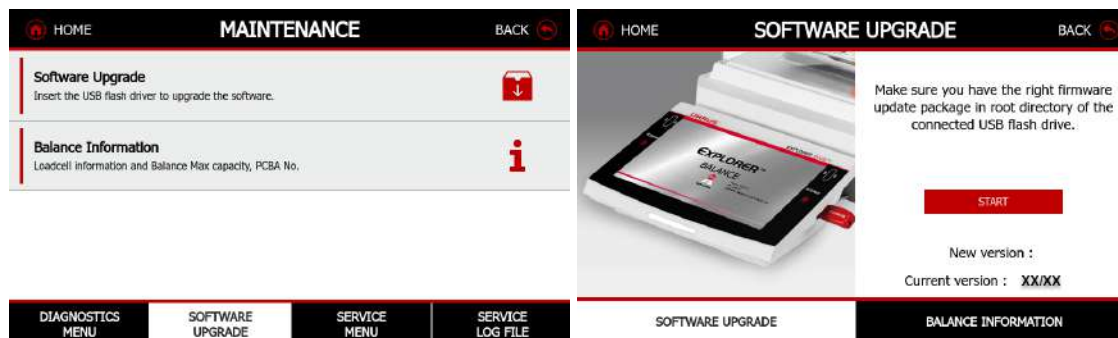 HOME
MAINTENANCE
BACK
Software Upgrade
Insert the USB flash driver to upgrade the software.
Balance Information
Loadcell information and Balance Max capacity, PCBA No.
DIAGNOSTICS
MENU
SOFTWARE
UPGRADE
SERVICE
MENU
SERVICE
LOG FILE
HOME
SOFTWARE UPGRADE
BACK
EXPLORER™
BALANCE
Make sure you have the right firmware
update package in root directory of the
connected USB flash drive.
START
New version :
Current version : XX/XX
SOFTWARE UPGRADE
BALANCE INFORMATION